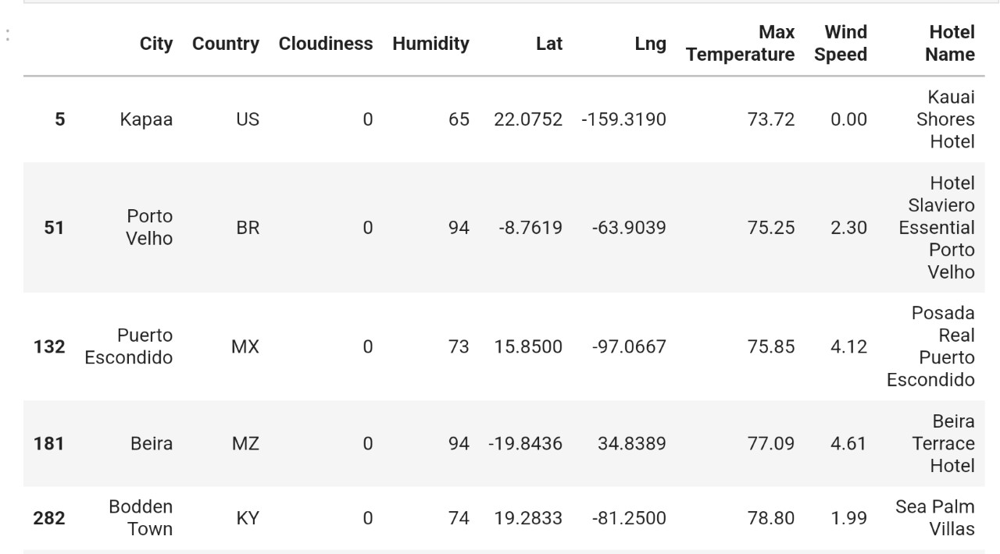 City Country Cloudiness Humidity Lat Lng Max Temperature Wind Speed Hotel Name
5 Kapaa US 0 65 22.0752 -159.3190 73.72 0.00 Kauai Shores Hotel
51 Porto Velho BR 0 94 -8.7619 -63.9039 75.25 2.30 Hotel Slaviero Essential Porto Velho
132 Puerto Escondido MX 0 73 15.8500 -97.0667 75.85 4.12 Posada Real Puerto Escondido
181 Beira MZ 0 94 -19.8436 34.8389 77.09 4.61 Beira Terrace Hotel
282 Bodden Town KY 0 74 19.2833 -81.2500 78.80 1.99 Sea Palm Villas